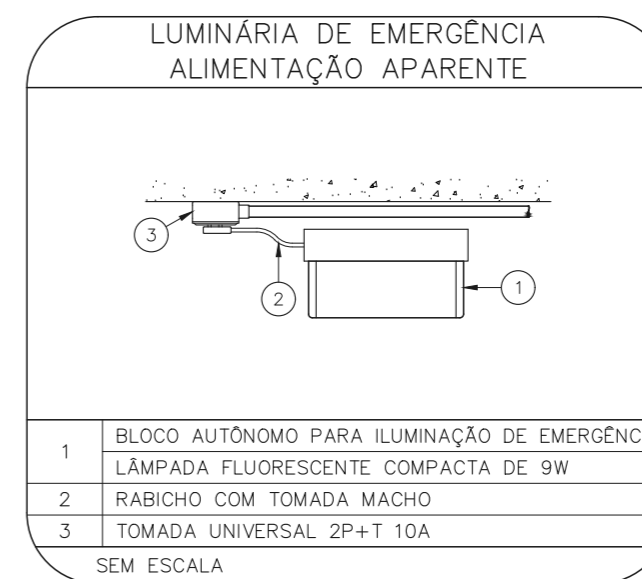 LUMINÁRIA DE EMERGÊNCIA
ALIMENTAÇÃO APARENTE
3
2
1
1 BLOCO AUTÔNOMO PARA ILUMINAÇÃO DE EMERGÊNC
LÂMPADA FLUORESCENTE COMPACTA DE 9W
2 RABICHO COM TOMADA MACHO
3 TOMADA UNIVERSAL 2P+T 10A
SEM ESCALA